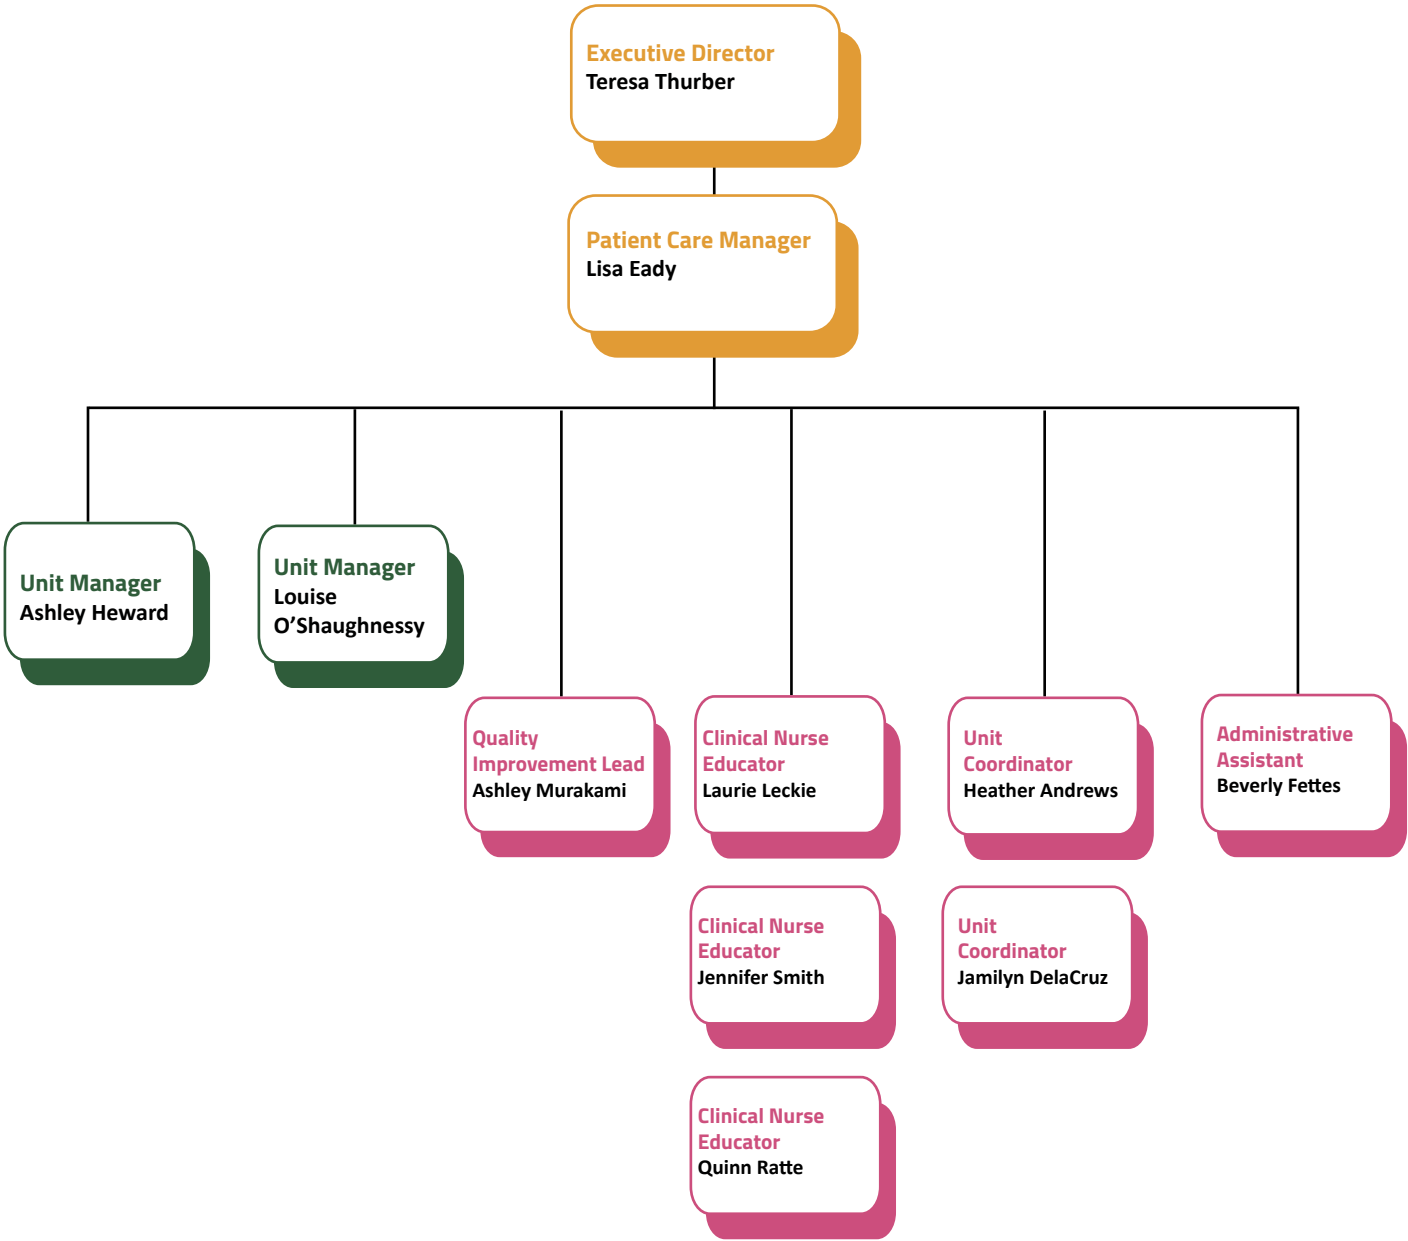 Executive Director
Teresa Thurber
Patient Care Manager
Lisa Eady
Unit Manager
Ashley Heward
Unit Manager
Louise
O’Shaughnessy
Quality
Improvement Lead
Ashley Murakami
Clinical Nurse
Educator
Laurie Leckie
Unit
Coordinator
Heather Andrews
Administrative
Assistant
Beverly Fettes
Clinical Nurse
Educator
Jennifer Smith
Unit
Coordinator
Jamilyn DelaCruz
Clinical Nurse
Educator
Quinn Ratte